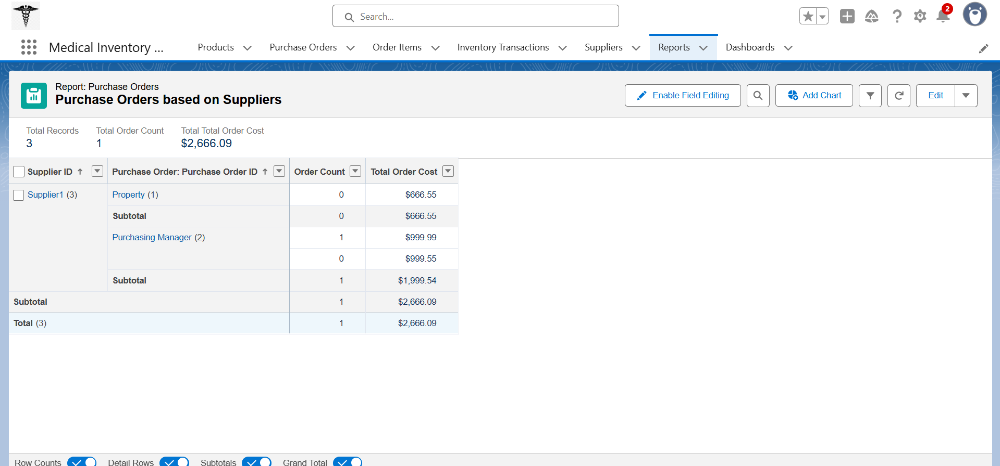 Search...
2
Medical Inventory ...
Products
Purchase Orders
Order Items
Inventory Transactions
Suppliers
Reports
Dashboards
Report: Purchase Orders
Purchase Orders based on Suppliers
Enable Field Editing
Add Chart
Edit
Total Records
3
Total Order Count
1
Total Total Order Cost
$2,666.09
Supplier ID ↑ Purchase Order: Purchase Order ID ↑ Order Count Total Order Cost
Supplier1 (3) Property (1) 0 $666.55
Subtotal 0 $666.55
Purchasing Manager (2) 1 $999.99
0 $999.55
Subtotal 1 $1,999.54
Subtotal 1 $2,666.09
Total (3) 1 $2,666.09
Row Counts Detail Rows Subtotals Grand Total